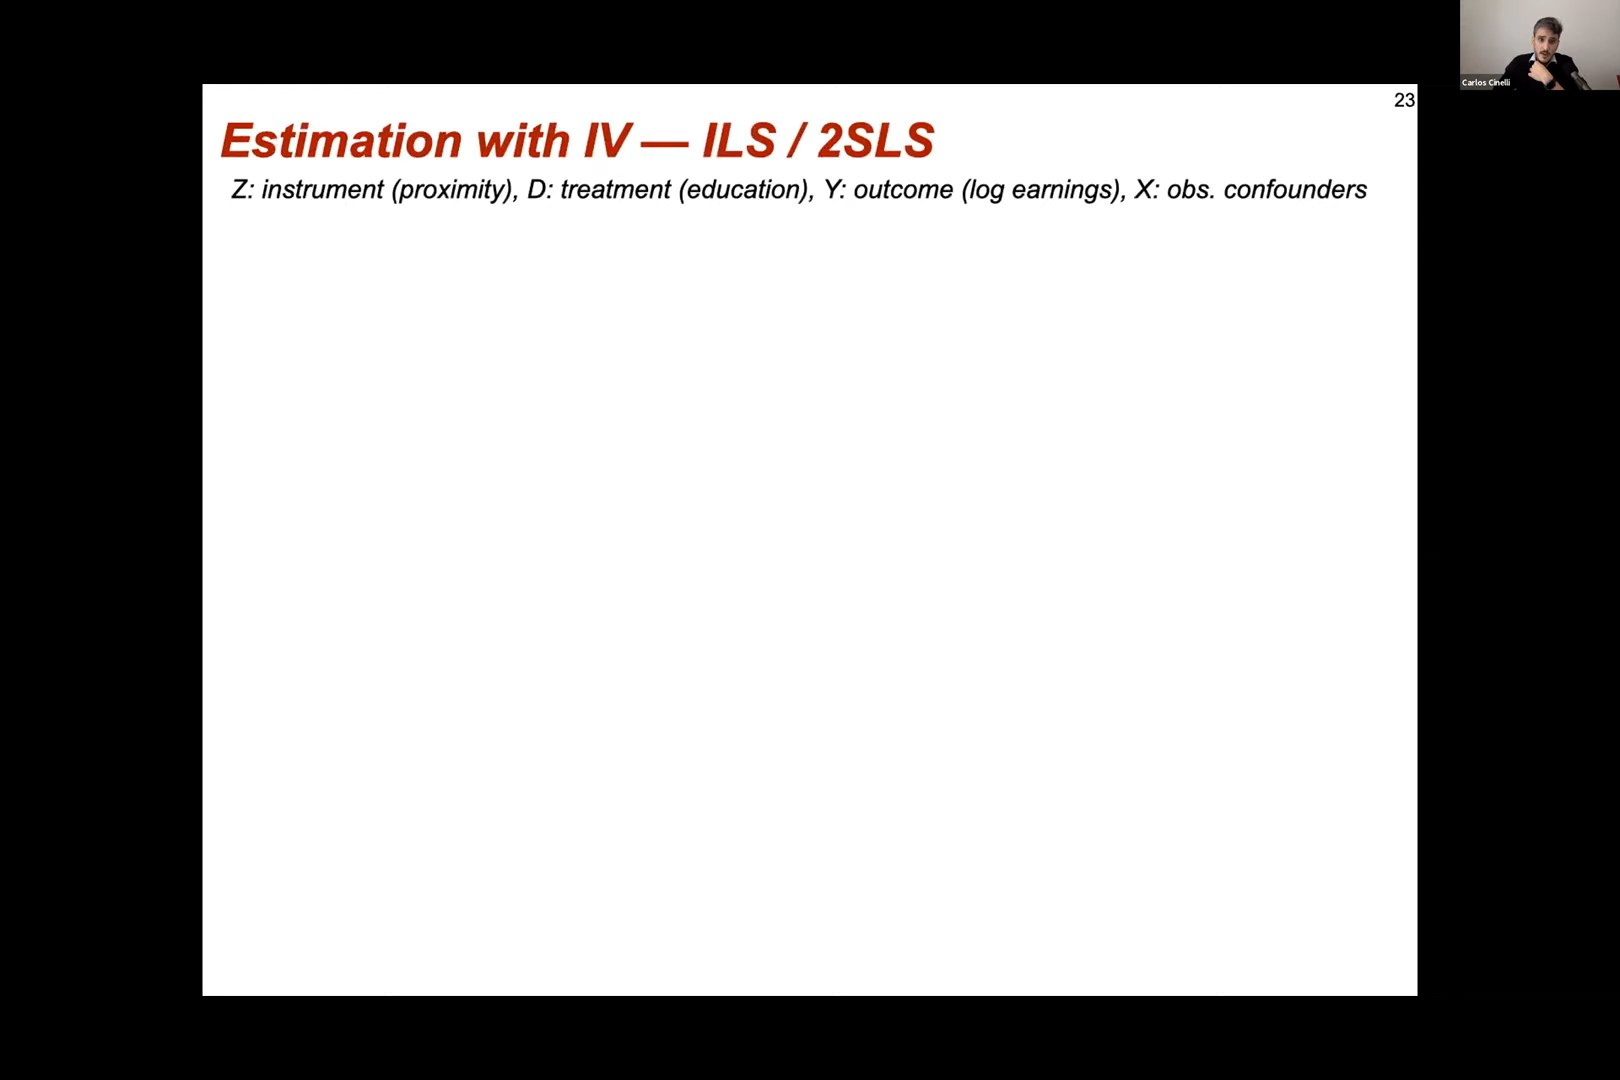 Carlos Cinelli
23
Estimation with IV — ILS / 2SLS
Z: instrument (proximity), D: treatment (education), Y: outcome (log earnings), X: obs. confounders